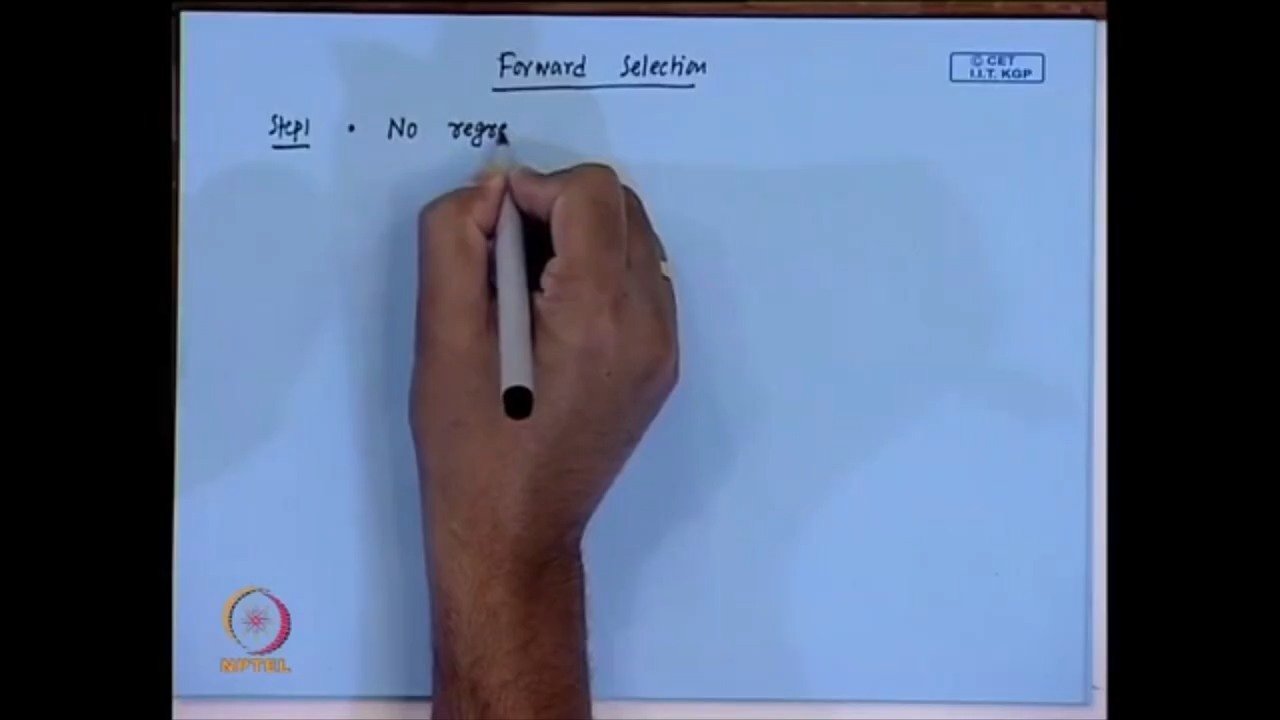 Forward Selection
© CET
I.I.T. KGP
Step1 • No regre
NPTEL